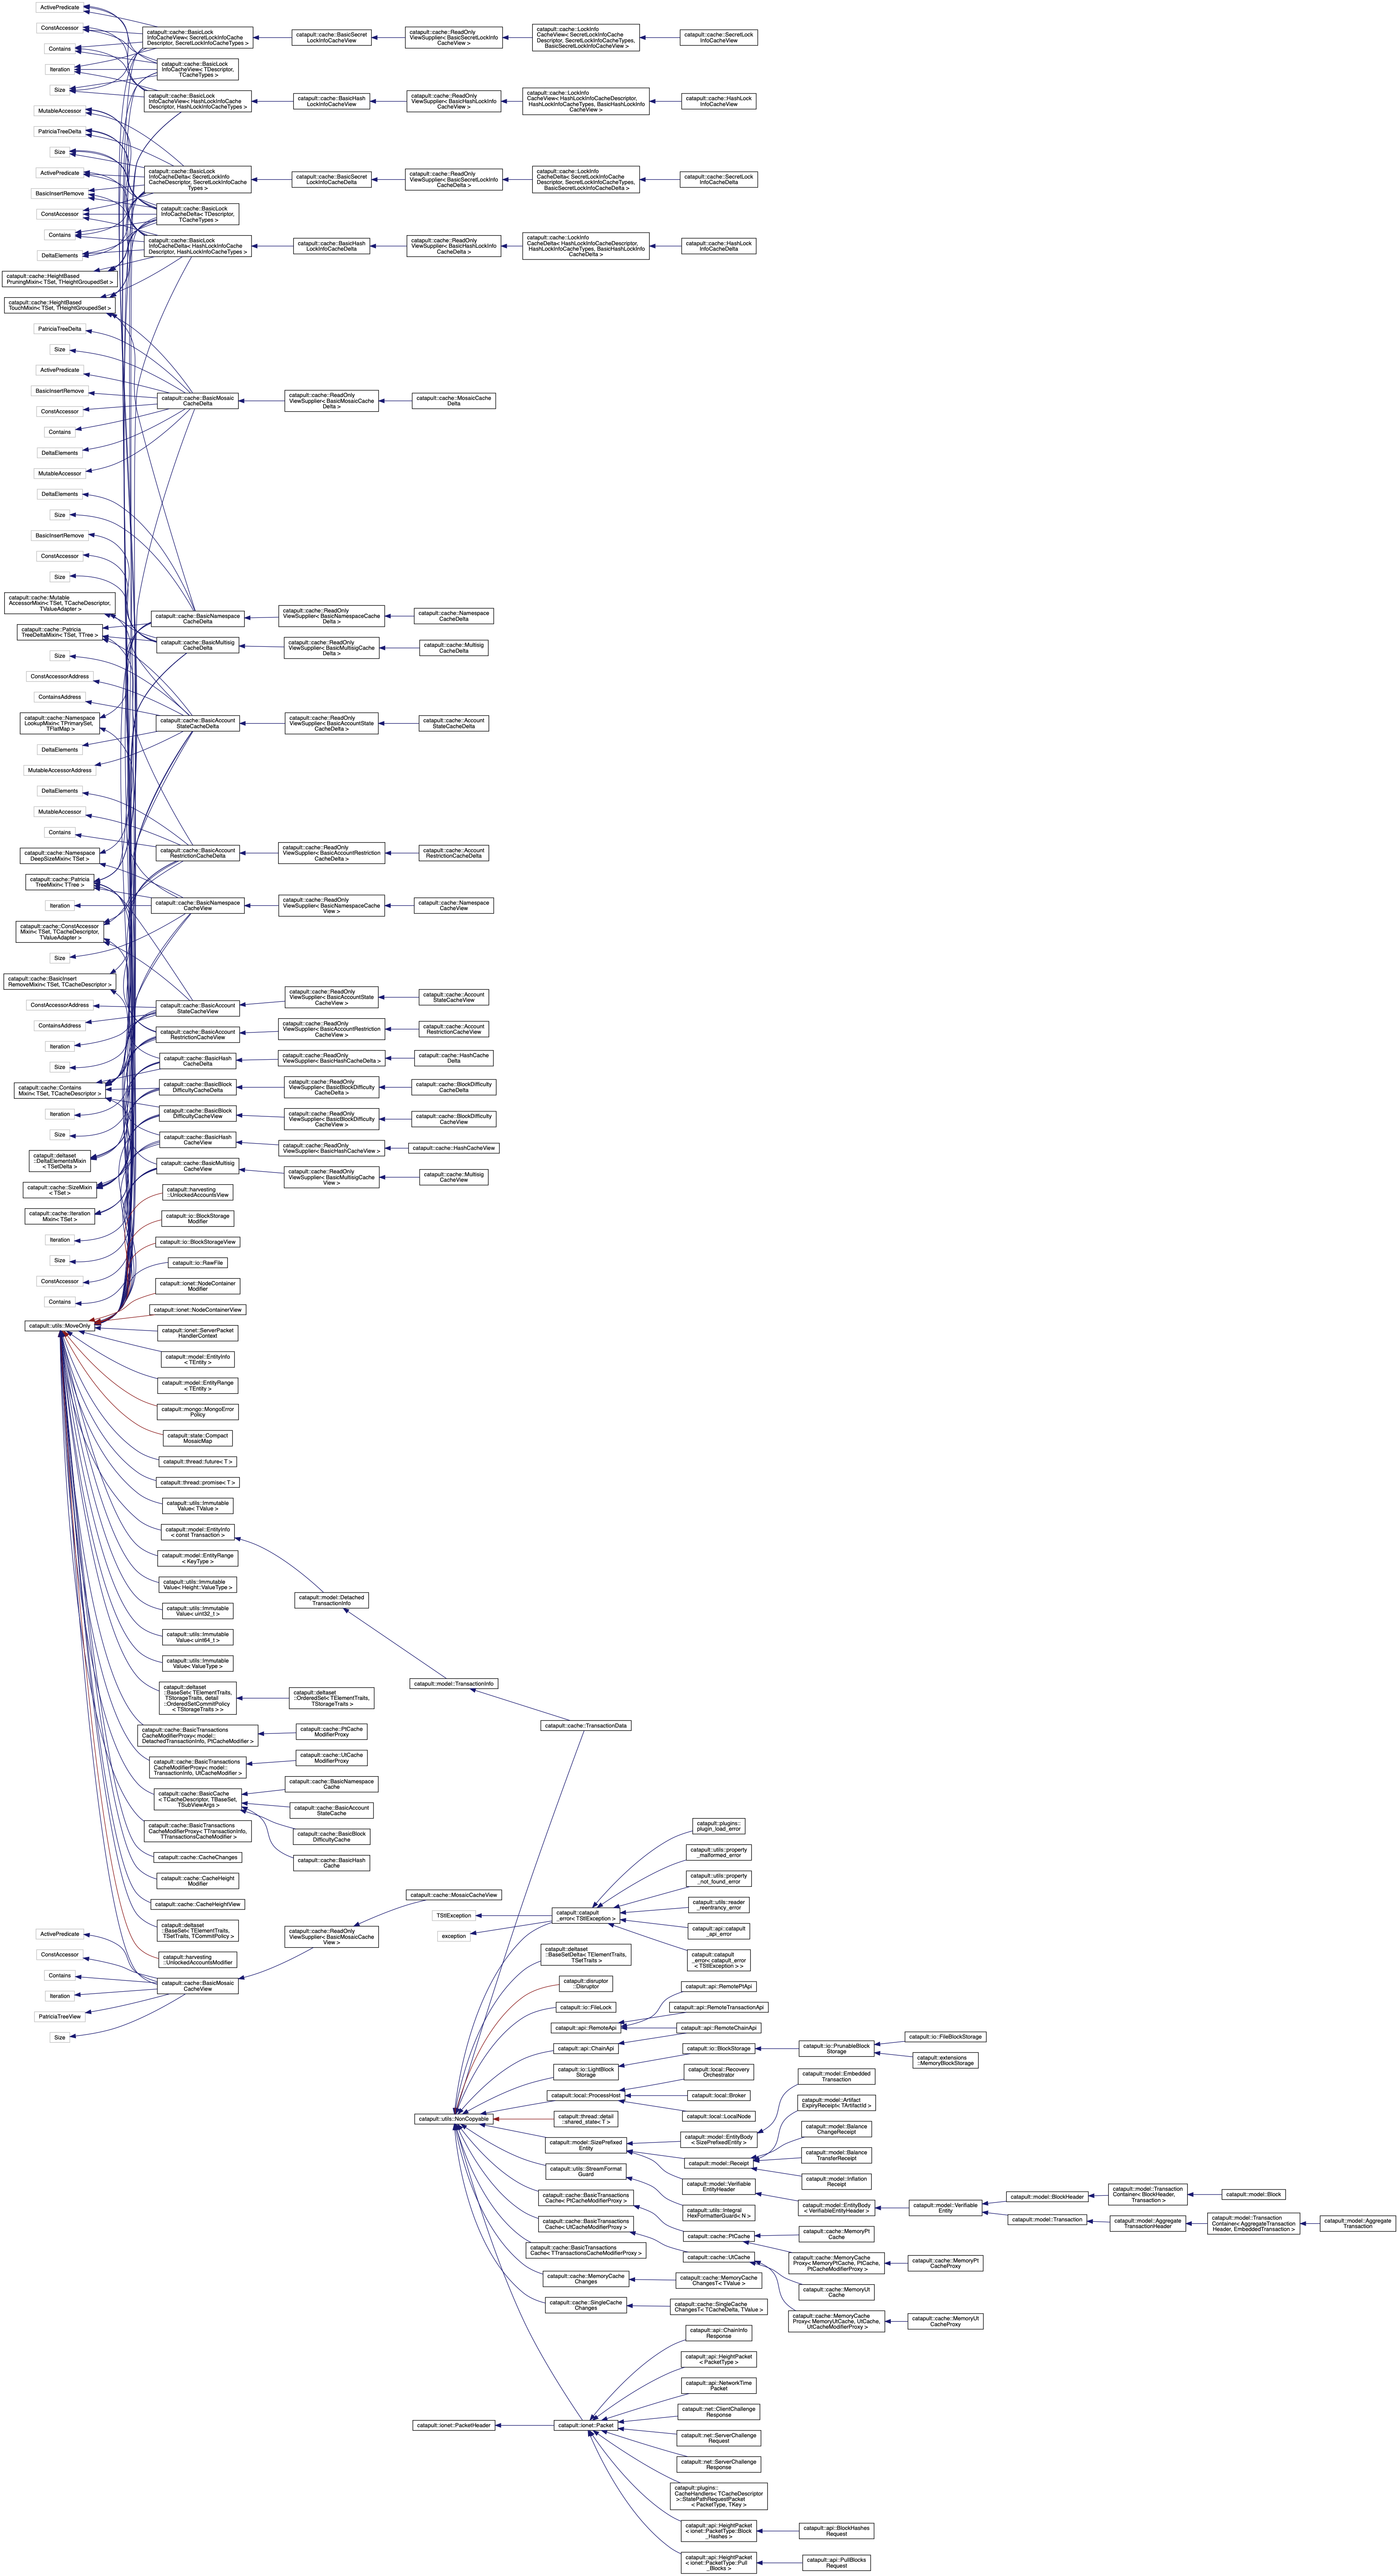 ActivePredicate
ConstAccessor
Contains
Iteration
Size
MutableAccessor
PatriciaTreeDelta
Size
ActivePredicate
BasicInsertRemove
ConstAccessor
Contains
DeltaElements
catapult::cache::HeightBased
PruningMixin< TSet, THeightGroupedSet >
catapult::cache::HeightBased
TouchMixin< TSet, THeightGroupedSet >
PatriciaTreeDelta
Size
ActivePredicate
BasicInsertRemove
ConstAccessor
Contains
DeltaElements
MutableAccessor
DeltaElements
Size
BasicInsertRemove
ConstAccessor
Size
catapult::cache::Mutable
AccessorMixin< TSet, TCacheDescriptor,
TValueAdapter >
catapult::cache::Patricia
TreeDeltaMixin< TSet, TTree >
Size
ConstAccessorAddress
ContainsAddress
catapult::cache::Namespace
LookupMixin< TPrimarySet,
TFlatMap >
DeltaElements
MutableAccessorAddress
DeltaElements
MutableAccessor
Contains
catapult::cache::Namespace
DeepSizeMixin< TSet >
catapult::cache::Patricia
TreeMixin< TTree >
Iteration
catapult::cache::ConstAccessor
Mixin< TSet, TCacheDescriptor,
TValueAdapter >
Size
catapult::cache::BasicInsert
RemoveMixin< TSet, TCacheDescriptor >
ConstAccessorAddress
ContainsAddress
Iteration
Size
catapult::cache::Contains
Mixin< TSet, TCacheDescriptor >
Iteration
Size
catapult::deltaset
::DeltaElementsMixin
< TSetDelta >
catapult::cache::SizeMixin
< TSet >
catapult::cache::Iteration
Mixin< TSet >
Iteration
Size
ConstAccessor
Contains
catapult::utils::MoveOnly
ActivePredicate
ConstAccessor
Contains
Iteration
PatriciaTreeView
Size
catapult::cache::BasicLock
InfoCacheView< SecretLockInfoCache
Descriptor, SecretLockInfoCacheTypes >
catapult::cache::BasicSecret
LockInfoCacheView
catapult::cache::ReadOnly
ViewSupplier< BasicSecretLockInfo
CacheView >
catapult::cache::LockInfo
CacheView< SecretLockInfoCache
Descriptor, SecretLockInfoCacheTypes,
BasicSecretLockInfoCacheView >
catapult::cache::SecretLock
InfoCacheView
catapult::cache::BasicLock
InfoCacheView< TDescriptor,
TCacheTypes >
catapult::cache::BasicLock
InfoCacheView< HashLockInfoCache
Descriptor, HashLockInfoCacheTypes >
catapult::cache::BasicHash
LockInfoCacheView
catapult::cache::ReadOnly
ViewSupplier< BasicHashLockInfo
CacheView >
catapult::cache::LockInfo
CacheView< HashLockInfoCacheDescriptor,
HashLockInfoCacheTypes, BasicHashLockInfo
CacheView >
catapult::cache::HashLock
InfoCacheView
catapult::cache::BasicLock
InfoCacheDelta< SecretLockInfo
CacheDescriptor, SecretLockInfoCache
Types >
catapult::cache::BasicSecret
LockInfoCacheDelta
catapult::cache::ReadOnly
ViewSupplier< BasicSecretLockInfo
CacheDelta >
catapult::cache::LockInfo
CacheDelta< SecretLockInfoCache
Descriptor, SecretLockInfoCacheTypes,
BasicSecretLockInfoCacheDelta >
catapult::cache::SecretLock
InfoCacheDelta
catapult::cache::BasicLock
InfoCacheDelta< TDescriptor,
TCacheTypes >
catapult::cache::BasicLock
InfoCacheDelta< HashLockInfoCache
Descriptor, HashLockInfoCacheTypes >
catapult::cache::BasicHash
LockInfoCacheDelta
catapult::cache::ReadOnly
ViewSupplier< BasicHashLockInfo
CacheDelta >
catapult::cache::LockInfo
CacheDelta< HashLockInfoCacheDescriptor,
HashLockInfoCacheTypes, BasicHashLockInfo
CacheDelta >
catapult::cache::HashLock
InfoCacheDelta
catapult::cache::BasicMosaic
CacheDelta
catapult::cache::ReadOnly
ViewSupplier< BasicMosaicCache
Delta >
catapult::cache::MosaicCache
Delta
catapult::cache::BasicNamespace
CacheDelta
catapult::cache::ReadOnly
ViewSupplier< BasicNamespaceCache
Delta >
catapult::cache::Namespace
CacheDelta
catapult::cache::BasicMultisig
CacheDelta
catapult::cache::ReadOnly
ViewSupplier< BasicMultisigCache
Delta >
catapult::cache::Multisig
CacheDelta
catapult::cache::BasicAccount
StateCacheDelta
catapult::cache::ReadOnly
ViewSupplier< BasicAccountState
CacheDelta >
catapult::cache::Account
StateCacheDelta
catapult::cache::BasicAccount
RestrictionCacheDelta
catapult::cache::ReadOnly
ViewSupplier< BasicAccountRestriction
CacheDelta >
catapult::cache::Account
RestrictionCacheDelta
catapult::cache::BasicNamespace
CacheView
catapult::cache::ReadOnly
ViewSupplier< BasicNamespaceCache
View >
catapult::cache::Namespace
CacheView
catapult::cache::BasicAccount
StateCacheView
catapult::cache::ReadOnly
ViewSupplier< BasicAccountState
CacheView >
catapult::cache::Account
StateCacheView
catapult::cache::BasicAccount
RestrictionCacheView
catapult::cache::ReadOnly
ViewSupplier< BasicAccountRestriction
CacheView >
catapult::cache::Account
RestrictionCacheView
catapult::cache::BasicHash
CacheDelta
catapult::cache::ReadOnly
ViewSupplier< BasicHashCacheDelta >
catapult::cache::HashCache
Delta
catapult::cache::BasicBlock
DifficultyCacheDelta
catapult::cache::ReadOnly
ViewSupplier< BasicBlockDifficulty
CacheDelta >
catapult::cache::BlockDifficulty
CacheDelta
catapult::cache::BasicBlock
DifficultyCacheView
catapult::cache::ReadOnly
ViewSupplier< BasicBlockDifficulty
CacheView >
catapult::cache::BlockDifficulty
CacheView
catapult::cache::BasicHash
CacheView
catapult::cache::ReadOnly
ViewSupplier< BasicHashCacheView >
catapult::cache::HashCacheView
catapult::cache::BasicMultisig
CacheView
catapult::cache::ReadOnly
ViewSupplier< BasicMultisigCache
View >
catapult::cache::Multisig
CacheView
catapult::harvesting
::UnlockedAccountsView
catapult::io::BlockStorage
Modifier
catapult::io::BlockStorageView
catapult::io::RawFile
catapult::ionet::NodeContainer
Modifier
catapult::ionet::NodeContainerView
catapult::ionet::ServerPacket
HandlerContext
catapult::model::EntityInfo
< TEntity >
catapult::model::EntityRange
< TEntity >
catapult::mongo::MongoError
Policy
catapult::state::Compact
MosaicMap
catapult::thread::future< T >
catapult::thread::promise< T >
catapult::utils::Immutable
Value< TValue >
catapult::model::EntityInfo
< const Transaction >
catapult::model::EntityRange
< KeyType >
catapult::utils::Immutable
Value< Height::ValueType >
catapult::utils::Immutable
Value< uint32_t >
catapult::utils::Immutable
Value< uint64_t >
catapult::utils::Immutable
Value< ValueType >
catapult::model::Detached
TransactionInfo
catapult::model::TransactionInfo
catapult::cache::TransactionData
catapult::deltaset
::BaseSet< TElementTraits,
TStorageTraits, detail
::OrderedSetCommitPolicy
< TStorageTraits > >
catapult::deltaset
::OrderedSet< TElementTraits,
TStorageTraits >
catapult::cache::BasicTransactions
CacheModifierProxy< model::
DetachedTransactionInfo, PtCacheModifier >
catapult::cache::PtCache
ModifierProxy
catapult::cache::BasicTransactions
CacheModifierProxy< model::
TransactionInfo, UtCacheModifier >
catapult::cache::UtCache
ModifierProxy
catapult::cache::BasicCache
< TCacheDescriptor, TBaseSet,
TSubViewArgs >
catapult::cache::BasicNamespace
Cache
catapult::cache::BasicAccount
StateCache
catapult::cache::BasicBlock
DifficultyCache
catapult::cache::BasicHash
Cache
catapult::cache::BasicTransactions
CacheModifierProxy< TTransactionInfo,
TTransactionsCacheModifier >
catapult::cache::CacheChanges
catapult::cache::CacheHeight
Modifier
catapult::cache::CacheHeightView
catapult::deltaset
::BaseSet< TElementTraits,
TSetTraits, TCommitPolicy >
catapult::harvesting
::UnlockedAccountsModifier
catapult::cache::BasicMosaic
CacheView
catapult::cache::ReadOnly
ViewSupplier< BasicMosaicCache
View >
catapult::cache::MosaicCacheView
TStlException
exception
catapult::catapult
_error< TStlException >
catapult::plugins::
plugin_load_error
catapult::utils::property
_malformed_error
catapult::utils::property
_not_found_error
catapult::utils::reader
_reentrancy_error
catapult::api::catapult
_api_error
catapult::catapult
_error< catapult_error
< TStlException > >
catapult::utils::NonCopyable
catapult::deltaset
::BaseSetDelta< TElementTraits,
TSetTraits >
catapult::disruptor
::Disruptor
catapult::io::FileLock
catapult::api::RemoteApi
catapult::api::RemotePtApi
catapult::api::RemoteTransactionApi
catapult::api::RemoteChainApi
catapult::api::ChainApi
catapult::io::LightBlock
Storage
catapult::io::BlockStorage
catapult::io::PrunableBlock
Storage
catapult::io::FileBlockStorage
catapult::extensions
::MemoryBlockStorage
catapult::local::ProcessHost
catapult::local::Recovery
Orchestrator
catapult::local::Broker
catapult::local::LocalNode
catapult::thread::detail
::shared_state< T >
catapult::model::SizePrefixed
Entity
catapult::model::EntityBody
< SizePrefixedEntity >
catapult::model::Embedded
Transaction
catapult::model::Receipt
catapult::model::Artifact
ExpiryReceipt< TArtifactId >
catapult::model::Balance
ChangeReceipt
catapult::model::Balance
TransferReceipt
catapult::model::Inflation
Receipt
catapult::model::Verifiable
EntityHeader
catapult::model::EntityBody
< VerifiableEntityHeader >
catapult::model::Verifiable
Entity
catapult::model::BlockHeader
catapult::model::Transaction
Container< BlockHeader,
Transaction >
catapult::model::Block
catapult::model::Transaction
catapult::model::Aggregate
TransactionHeader
catapult::model::Transaction
Container< AggregateTransaction
Header, EmbeddedTransaction >
catapult::model::Aggregate
Transaction
catapult::utils::StreamFormat
Guard
catapult::utils::Integral
HexFormatterGuard< N >
catapult::cache::BasicTransactions
Cache< PtCacheModifierProxy >
catapult::cache::PtCache
catapult::cache::MemoryPt
Cache
catapult::cache::MemoryCache
Proxy< MemoryPtCache, PtCache,
PtCacheModifierProxy >
catapult::cache::MemoryPt
CacheProxy
catapult::cache::BasicTransactions
Cache< UtCacheModifierProxy >
catapult::cache::UtCache
catapult::cache::MemoryUt
Cache
catapult::cache::MemoryCache
Proxy< MemoryUtCache, UtCache,
UtCacheModifierProxy >
catapult::cache::MemoryUt
CacheProxy
catapult::cache::BasicTransactions
Cache< TTransactionsCacheModifierProxy >
catapult::cache::MemoryCache
Changes
catapult::cache::MemoryCache
ChangesT< TValue >
catapult::cache::SingleCache
Changes
catapult::cache::SingleCache
ChangesT< TCacheDelta, TValue >
catapult::ionet::PacketHeader
catapult::ionet::Packet
catapult::api::ChainInfo
Response
catapult::api::HeightPacket
< PacketType >
catapult::api::NetworkTime
Packet
catapult::net::ClientChallenge
Response
catapult::net::ServerChallenge
Request
catapult::net::ServerChallenge
Response
catapult::plugins::
CacheHandlers< TCacheDescriptor
>::StatePathRequestPacket
< PacketType, TKey >
catapult::api::HeightPacket
< ionet::PacketType::Block
_Hashes >
catapult::api::BlockHashes
Request
catapult::api::HeightPacket
< ionet::PacketType::Pull
_Blocks >
catapult::api::PullBlocks
Request